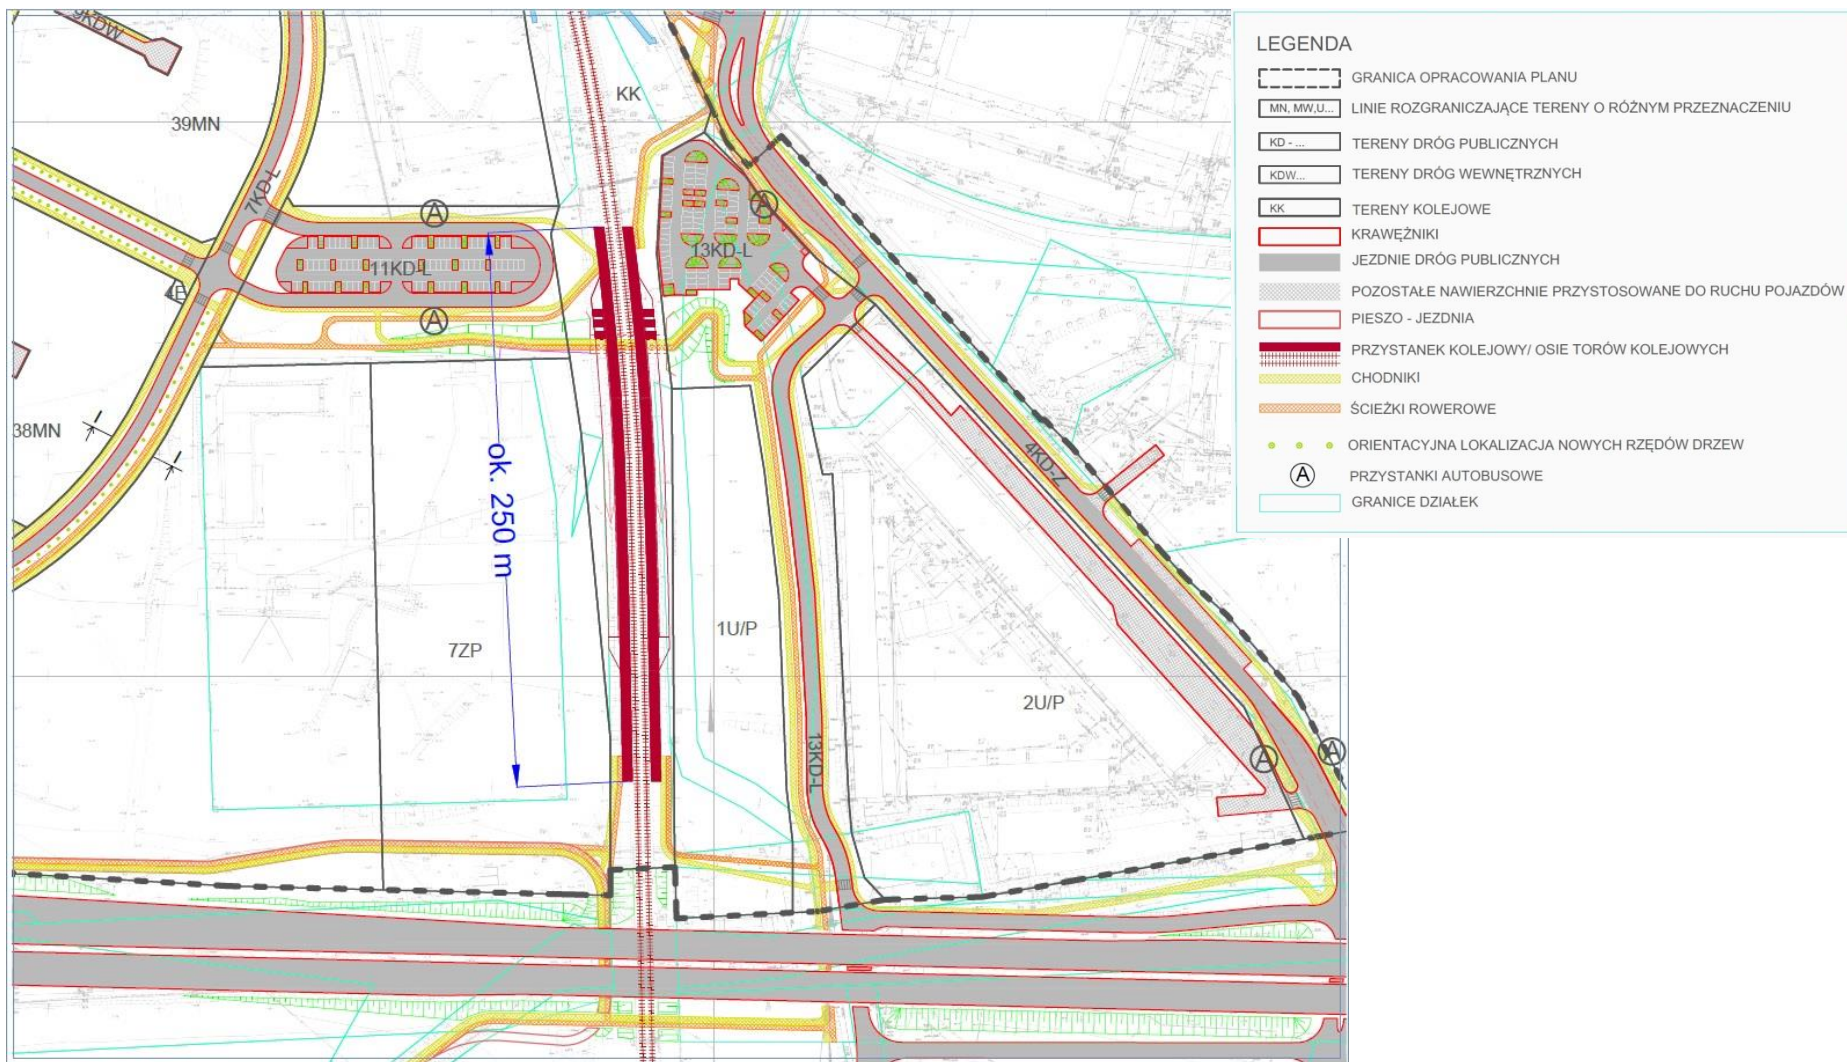 9KDW
39MN
KK
7KD-L
A
A
11KD-L
13KD-L
A
38MN
I
I
ok. 250 m
4KD-Z
7ZP
1U/P
13KD-L
2U/P
A
A
LEGENDA
GRANICA OPRACOWANIA PLANU
MN, MW,U... LINIE ROZGRANICZAJĄCE TERENY O RÓŻNYM PRZEZNACZENIU
KD - ... TERENY DRÓG PUBLICZNYCH
KDW... TERENY DRÓG WEWNĘTRZNYCH
KK TERENY KOLEJOWE
KRAWĘŻNIKI
JEZDNIE DRÓG PUBLICZNYCH
POZOSTAŁE NAWIERZCHNIE PRZYSTOSOWANE DO RUCHU POJAZDÓW
PIESZO - JEZDNIA
PRZYSTANEK KOLEJOWY/ OSIE TORÓW KOLEJOWYCH
CHODNIKI
ŚCIEŻKI ROWEROWE
ORIENTACYJNA LOKALIZACJA NOWYCH RZĘDÓW DRZEW
A PRZYSTANKI AUTOBUSOWE
GRANICE DZIAŁEK